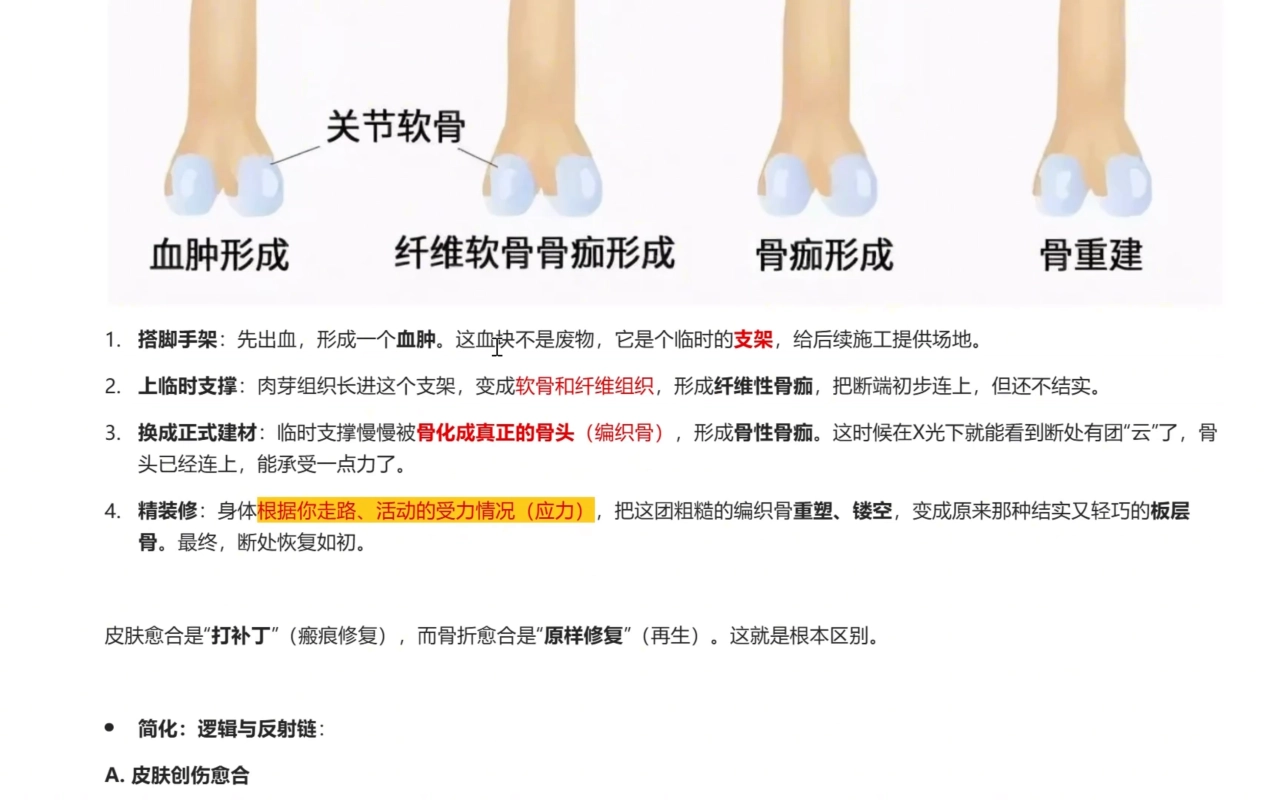 关节软骨
血肿形成
纤维软骨骨痂形成
骨痂形成
骨重建
1. 搭脚手架：先出血，形成一个血肿。这血块不是废物，它是个临时的支架，给后续施工提供场地。
2. 上临时支撑：肉芽组织长进这个支架，变成软骨和纤维组织，形成纤维性骨痂，把断端初步连上，但还不结实。
3. 换成正式建材：临时支撑慢慢被骨化成真正的骨头（编织骨），形成骨性骨痂。这时候在X光下就能看到断处有团“云”了，骨
头已经连上，能承受一点力了。
4. 精装修：身体根据你走路、活动的受力情况（应力），把这团粗糙的编织骨重塑、镂空，变成原来那种结实又轻巧的板层
骨。最终，断处恢复如初。
皮肤愈合是“打补丁”（瘢痕修复），而骨折愈合是“原样修复”（再生）。这就是根本区别。
● 简化：逻辑与反射链：
A. 皮肤创伤愈合